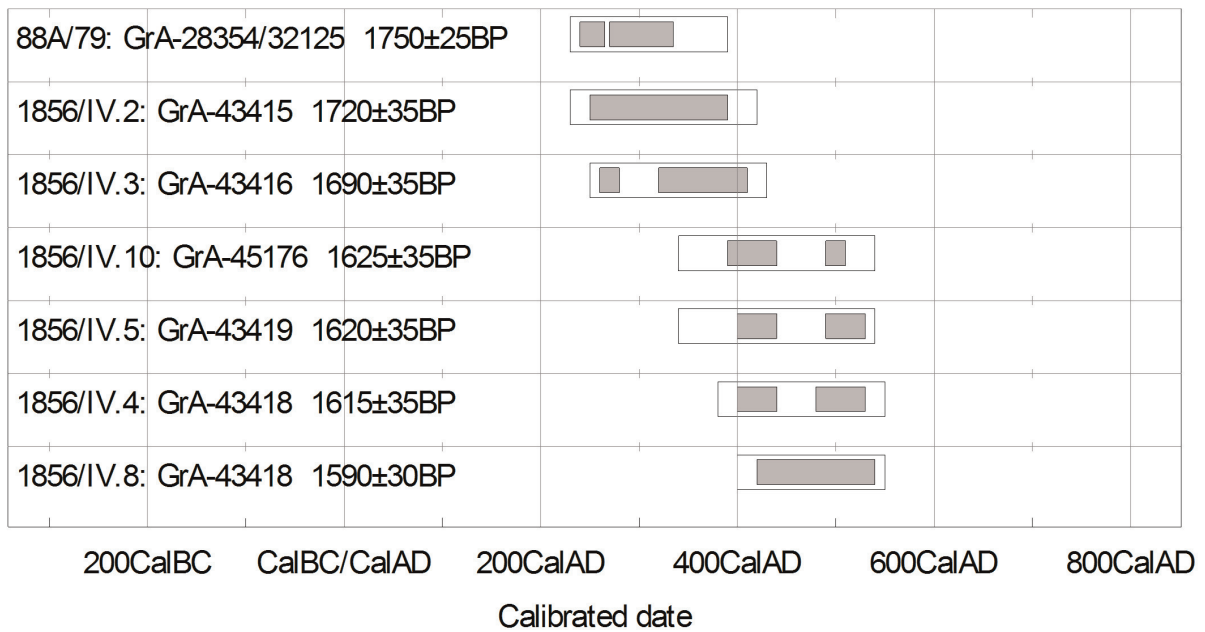 88A/79: GrA-28354/32125 1750±25BP
1856/IV.2: GrA-43415 1720±35BP
1856/IV.3: GrA-43416 1690±35BP
1856/IV.10: GrA-45176 1625±35BP
1856/IV.5: GrA-43419 1620±35BP
1856/IV.4: GrA-43418 1615±35BP
1856/IV.8: GrA-43418 1590±30BP
200CalBC CalBC/CalAD 200CalAD 400CalAD 600CalAD 800CalAD
Calibrated date